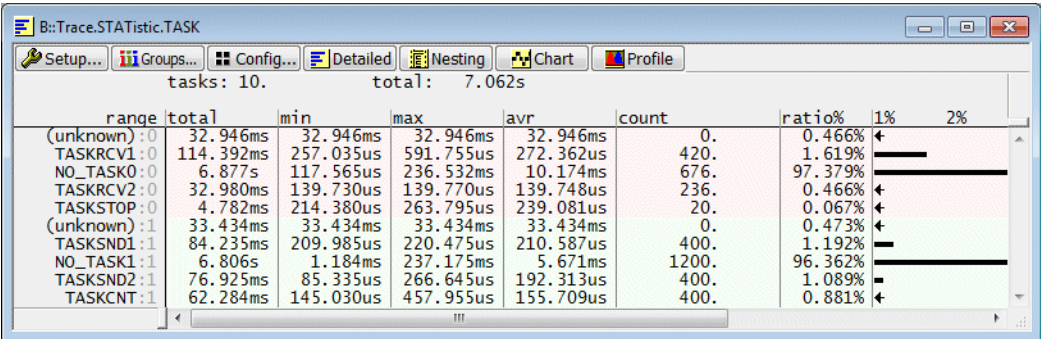 B::Trace.STATistic.TASK
Setup... Groups... Config... Detailed Nesting Chart Profile
tasks: 10. total: 7.062s
range total min max avr count ratio% 1% 2%
(unknown):0 32.946ms 32.946ms 32.946ms 32.946ms 0. 0.466%
TASKRCV1:0 114.392ms 257.035us 591.755us 272.362us 420. 1.619%
NO_TASK0:0 6.877s 117.565us 236.532ms 10.174ms 676. 97.379%
TASKRCV2:0 32.980ms 139.730us 139.770us 139.748us 236. 0.466%
TASKSTOP:0 4.782ms 214.380us 263.795us 239.081us 20. 0.067%
(unknown):1 33.434ms 33.434ms 33.434ms 33.434ms 0. 0.473%
TASKSND1:1 84.235ms 209.985us 220.475us 210.587us 400. 1.192%
NO_TASK1:1 6.806s 1.184ms 237.175ms 5.671ms 1200. 96.362%
TASKSND2:1 76.925ms 85.335us 266.645us 192.313us 400. 1.089%
TASKCNT:1 62.284ms 145.030us 457.955us 155.709us 400. 0.881%